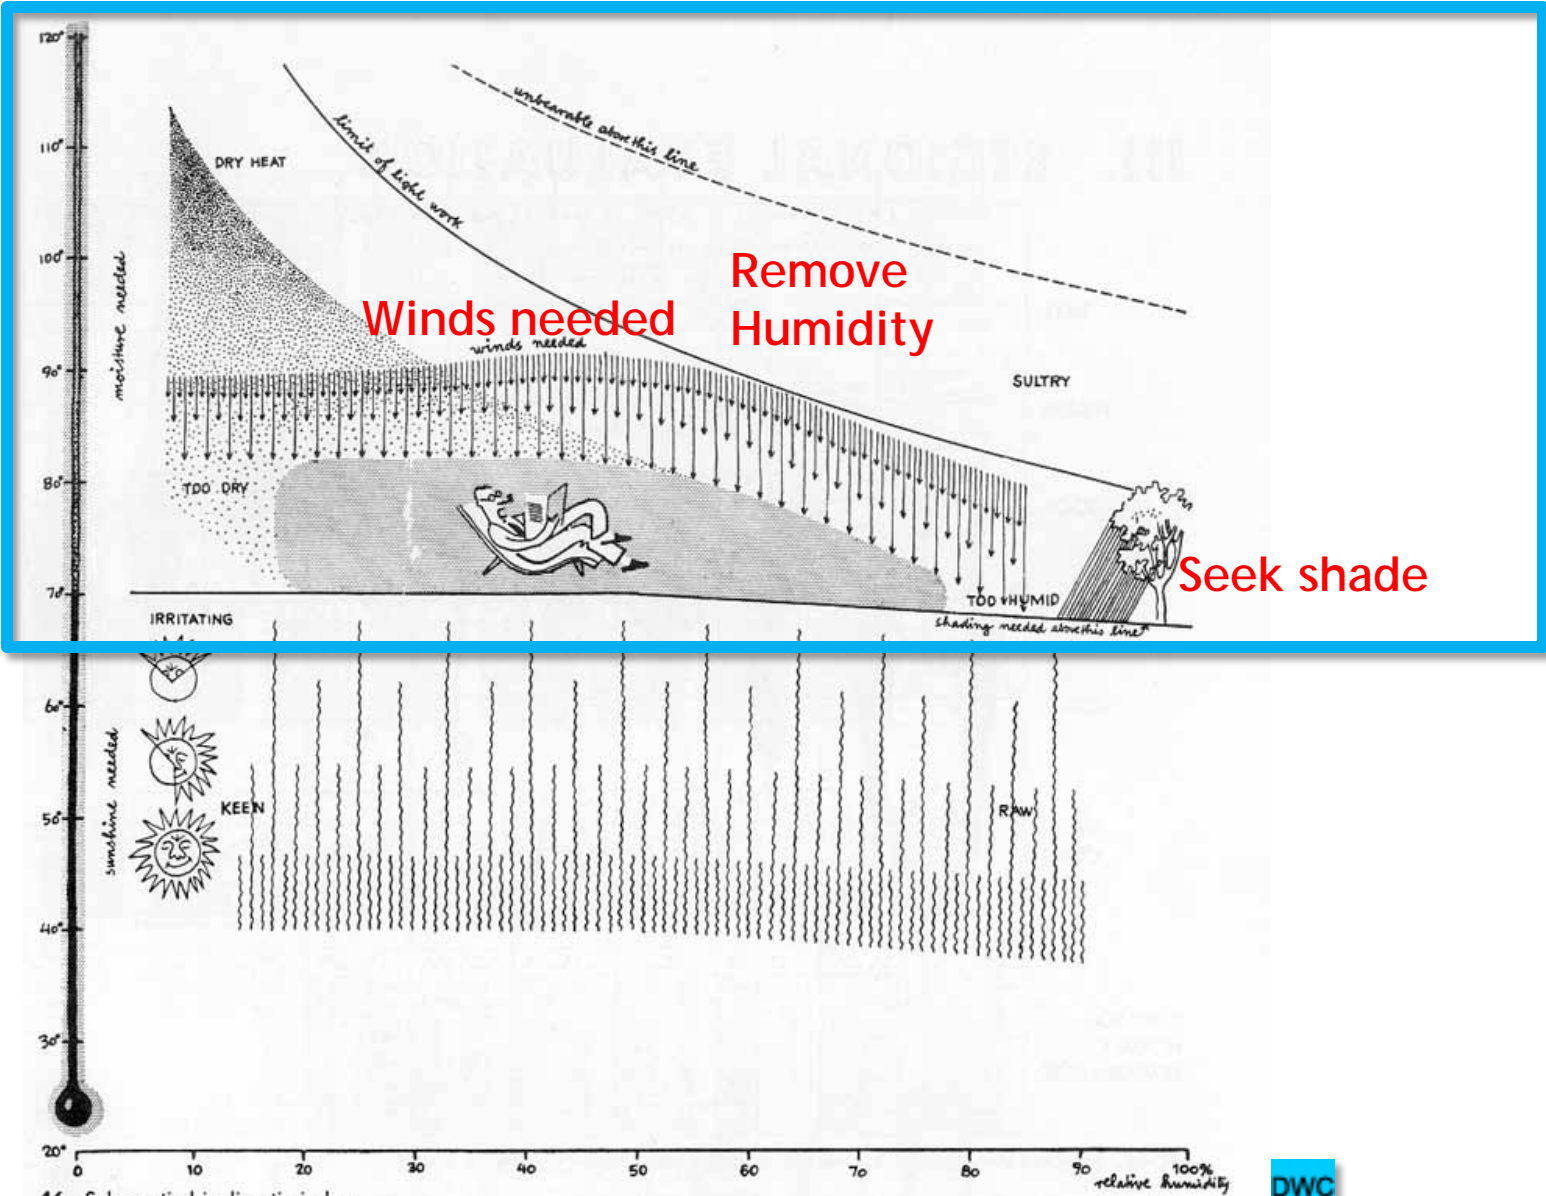 120°
110°
DRY HEAT
limit of light work
unbearable above this line
100°
moisture needed
Remove
Humidity
Winds needed
winds needed
90°
SULTRY
80°
TOO DRY
Seek shade
70°
TOO HUMID
shading needed above this line
IRRITATING
60°
sunshine needed
50°
KEEN
RAW
40°
30°
20°
0 10 20 30 40 50 60 70 80 90 100%
relative humidity
DWC